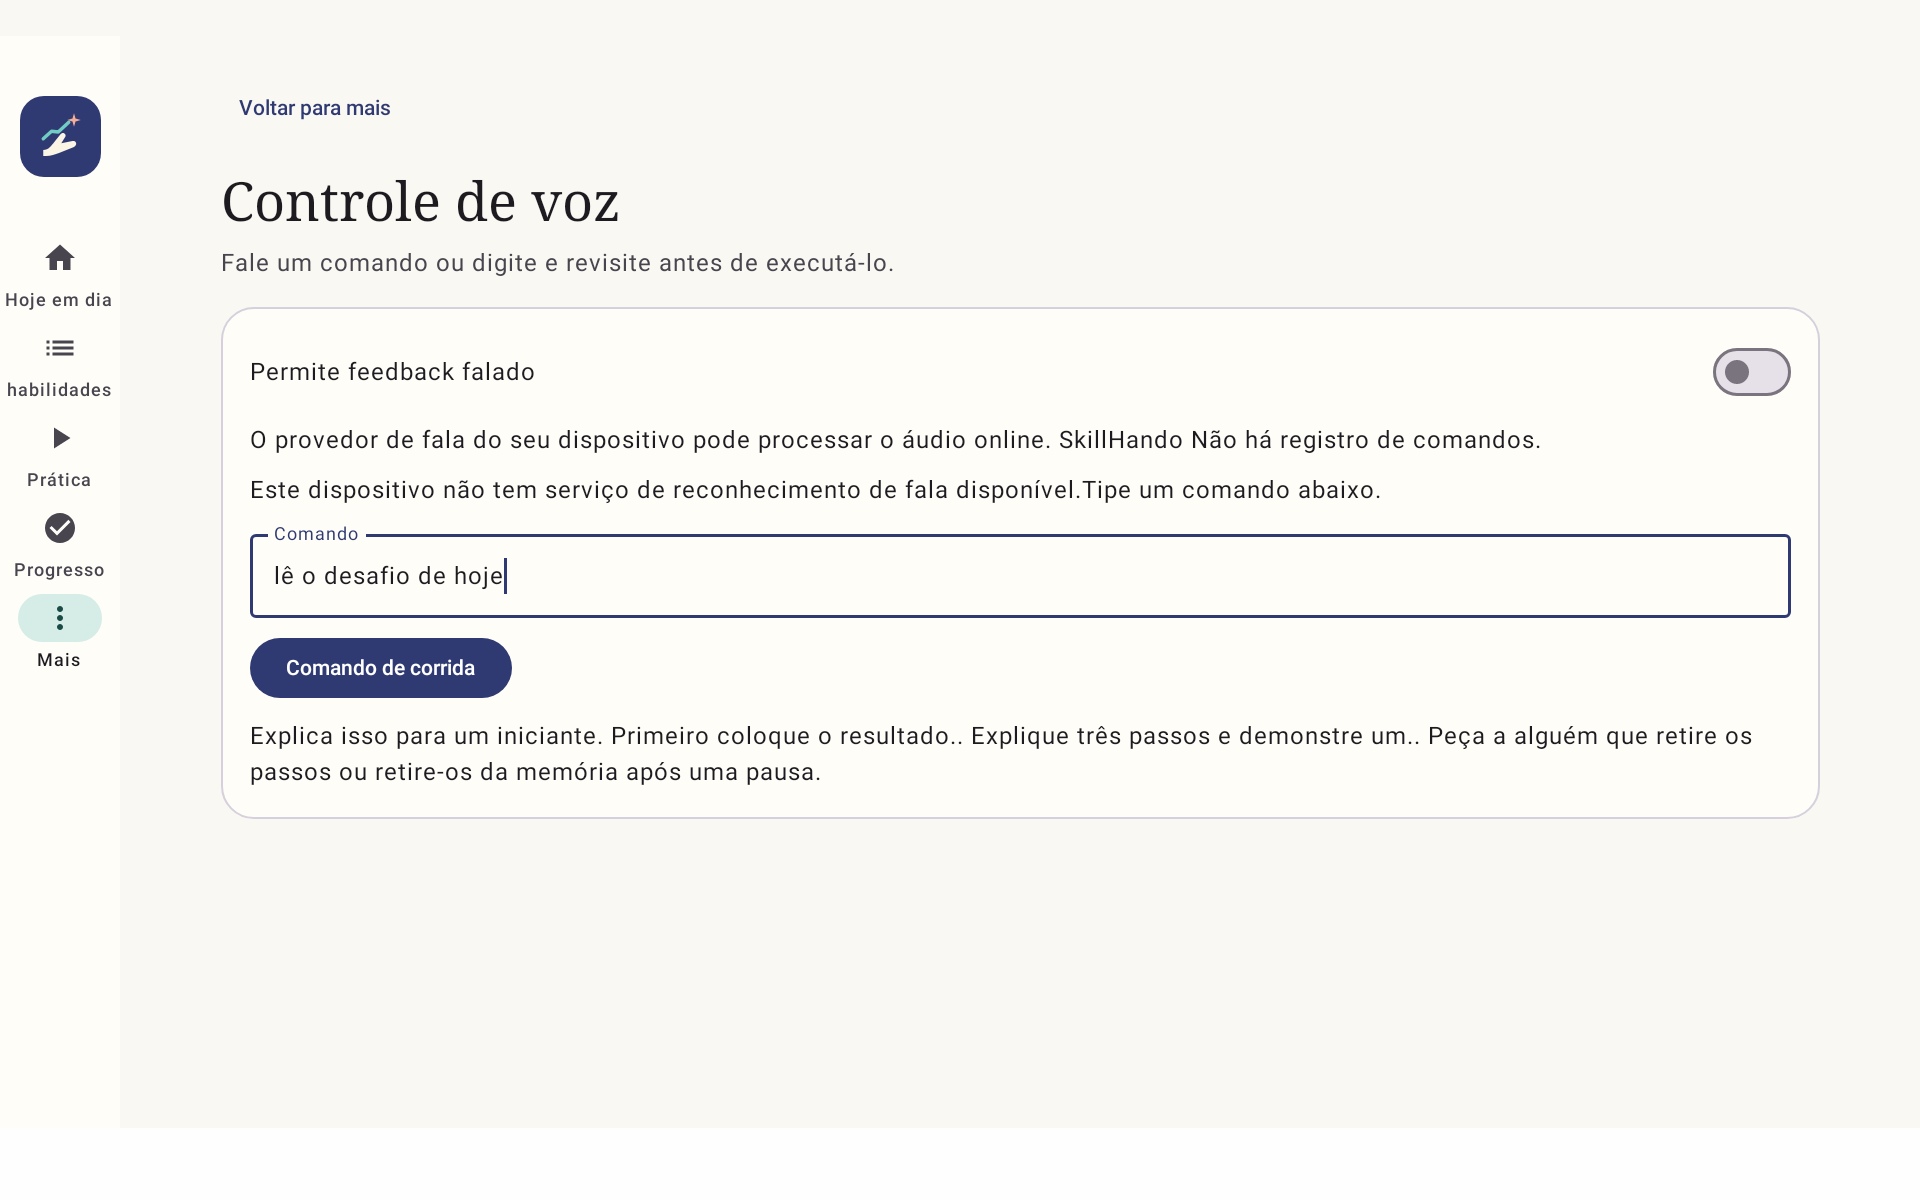 Voltar para mais
Controle de voz
Fale um comando ou digite e revisite antes de executá-lo.
Hoje em dia
habilidades
Prática
Progresso
Mais
Permite feedback falado
O provedor de fala do seu dispositivo pode processar o áudio online. SkillHando Não há registro de comandos.
Este dispositivo não tem serviço de reconhecimento de fala disponível.Tipe um comando abaixo.
Comando
lê o desafio de hoje
Comando de corrida
Explica isso para um iniciante. Primeiro coloque o resultado.. Explique três passos e demonstre um.. Peça a alguém que retire os
passos ou retire-os da memória após uma pausa.